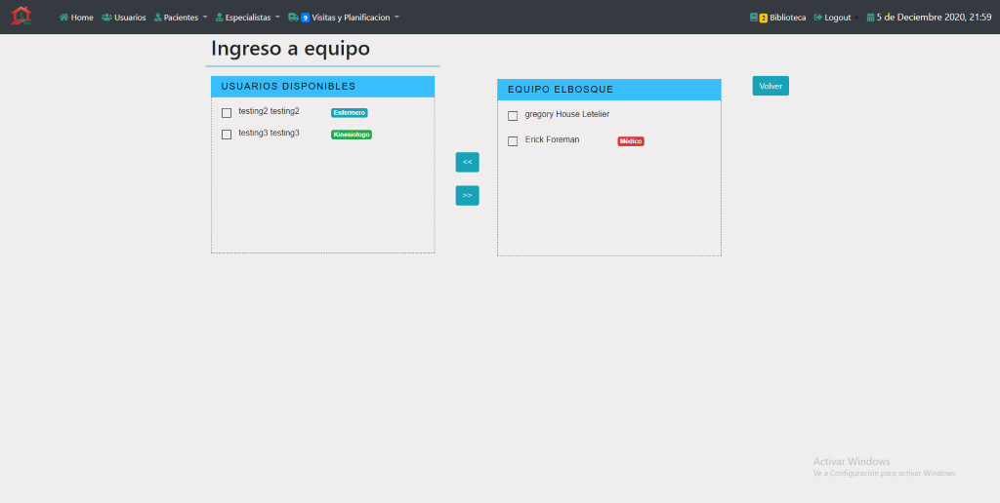 Home Usuarios Pacientes Especialistas 9 Visitas y Planificacion 2 Biblioteca Logout 5 de Deciembre 2020, 21:59
Ingreso a equipo
USUARIOS DISPONIBLES
testing2 testing2 Enfermero
testing3 testing3 Kinesiologo
<<
>>
EQUIPO ELBOSQUE
gregory House Letelier
Erick Foreman Médico
Volver
Activar Windows
Ve a Configuración para activar Windows.